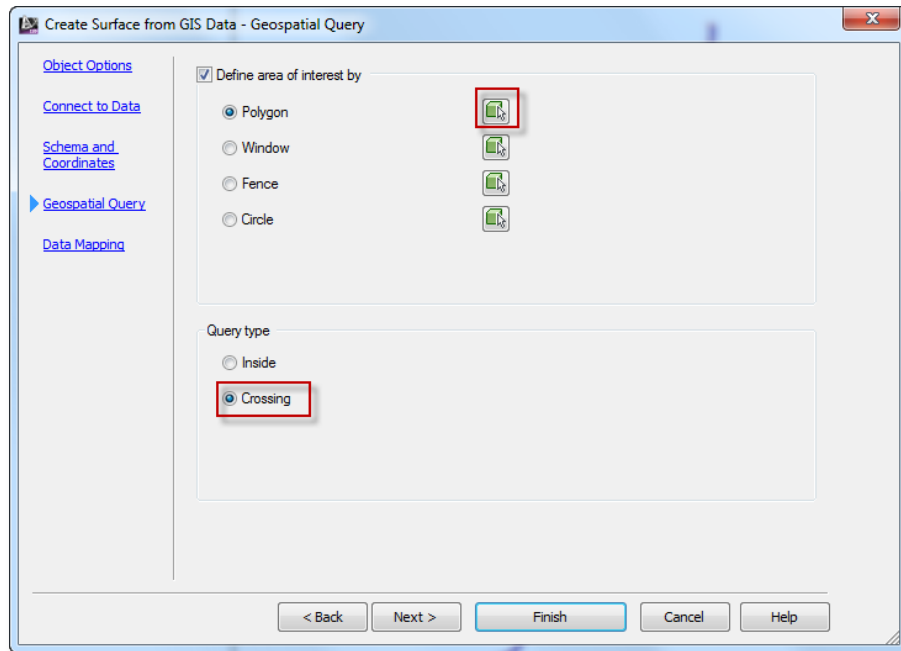 Create Surface from GIS Data - Geospatial Query
Object Options
Connect to Data
Schema and
Coordinates
Geospatial Query
Data Mapping
Define area of interest by
Polygon
Window
Fence
Circle
Query type
Inside
Crossing
< Back
Next >
Finish
Cancel
Help